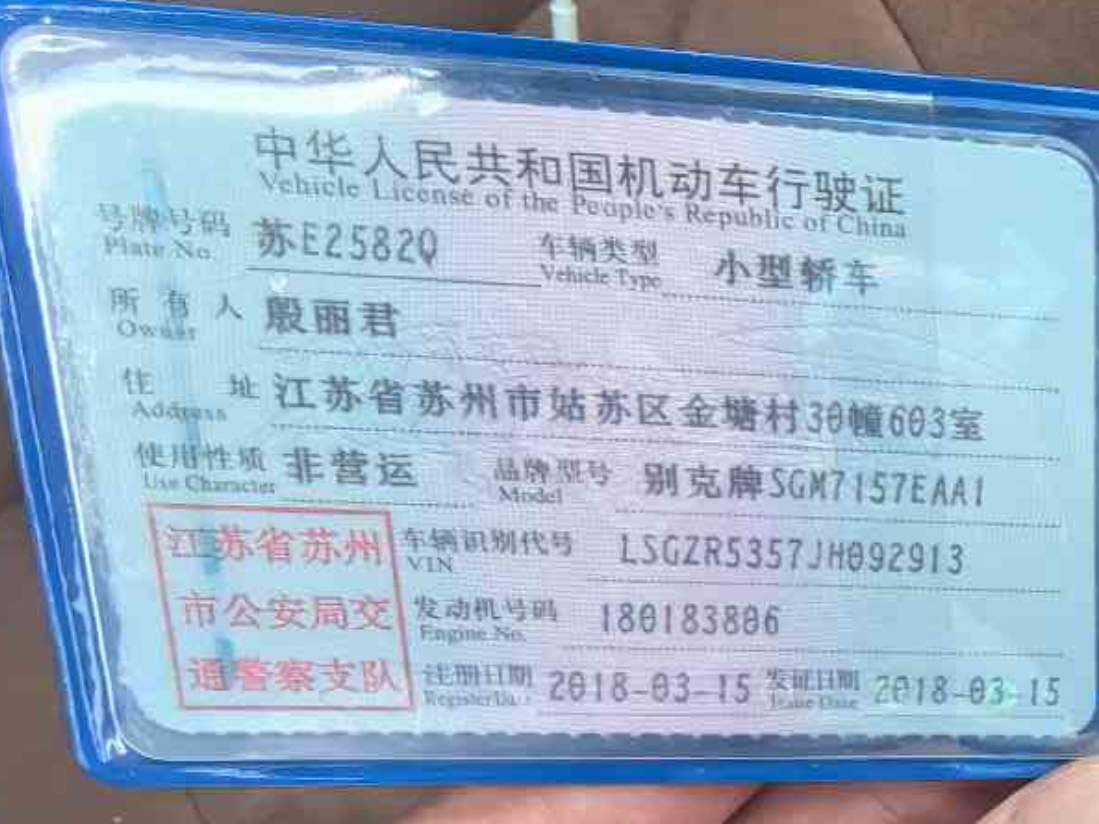 中华人民共和国机动车行驶证
Vehicle License of the People's Republic of China
号牌号码 苏E2582Q 车辆类型 小型轿车
Plate No. Vehicle Type
所有人 殷丽君
Owner
住址 江苏省苏州市姑苏区金塘村30幢603室
Address
使用性质 非营运 品牌型号 别克牌SGM7157EAA1
Use Character Model
江苏省苏州
市公安局交
通警察支队
车辆识别代号 LSGZR5357JH092913
VIN
发动机号码 180183806
Engine No.
注册日期 2018-03-15 发证日期 2018-03-15
Register Date Issue Date